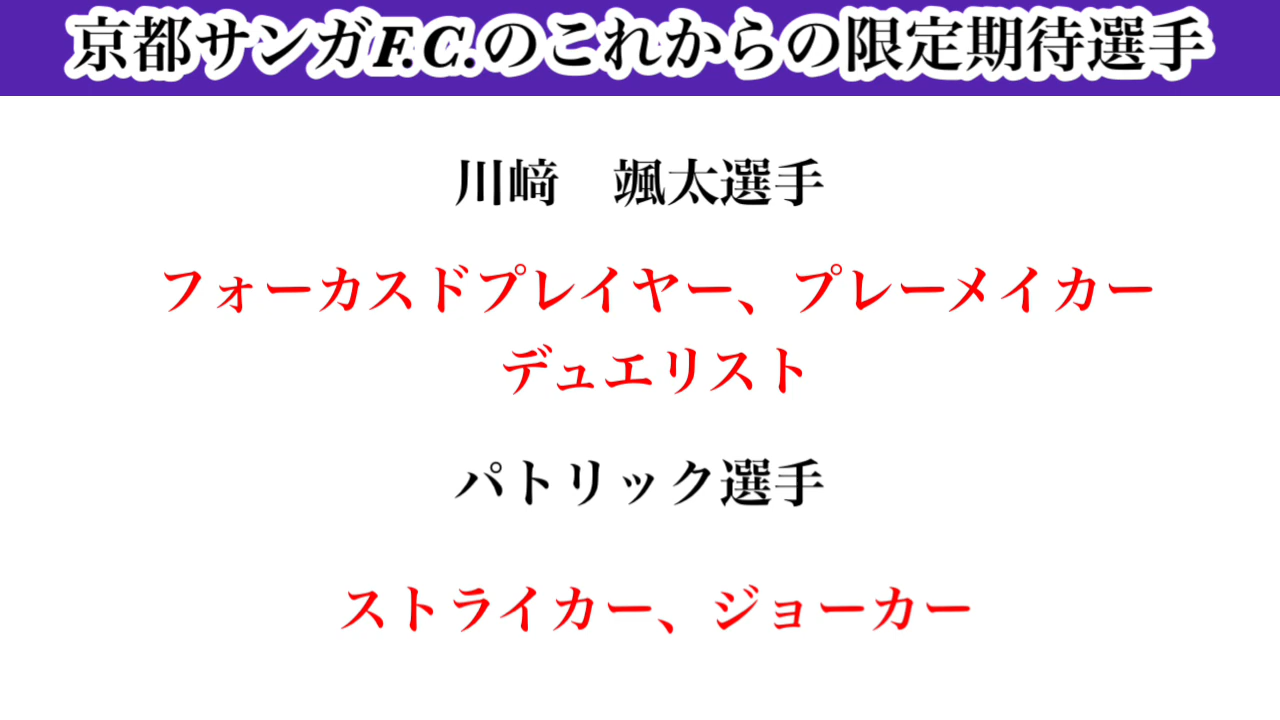 京都サンガF.C.のこれからの限定期待選手
川﨑　颯太選手
フォーカスドプレイヤー、プレーメイカー
デュエリスト
パトリック選手
ストライカー、ジョーカー